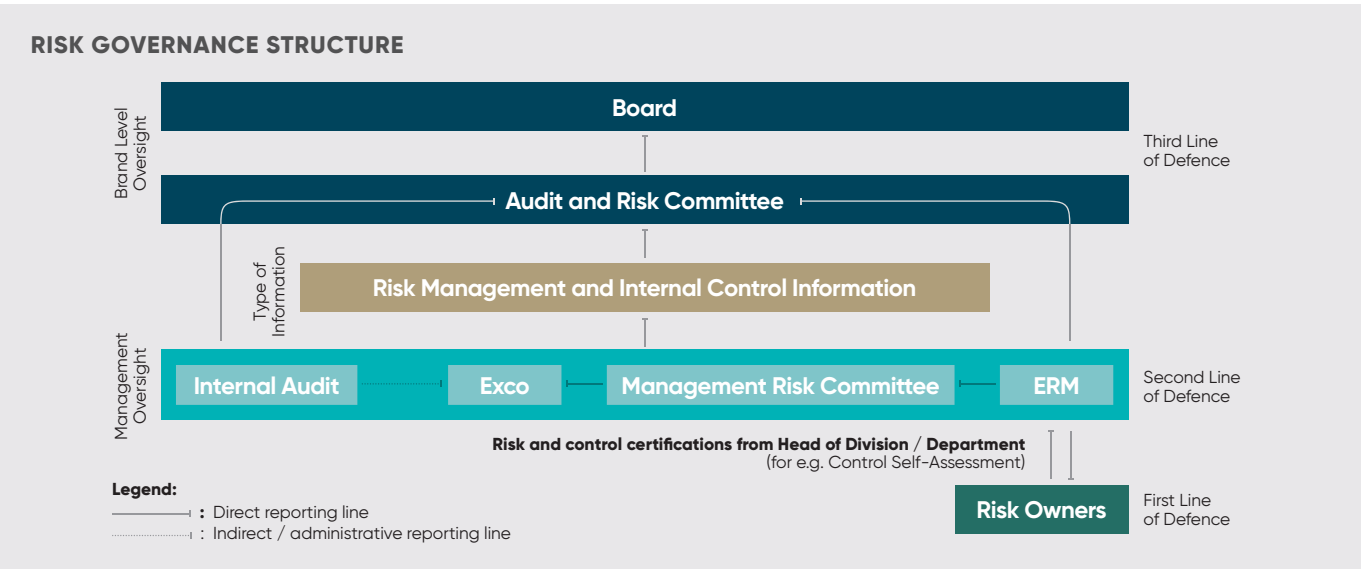 RISK GOVERNANCE STRUCTURE
Brand Level
Oversight
Board
Third Line
of Defence
Audit and Risk Committee
Type of
Information
Risk Management and Internal Control Information
Management
Oversight
Internal Audit
Exco
Management Risk Committee
ERM
Second Line
of Defence
Risk and control certifications from Head of Division / Department
(for e.g. Control Self-Assessment)
Legend:
: Direct reporting line
: Indirect / administrative reporting line
Risk Owners
First Line
of Defence